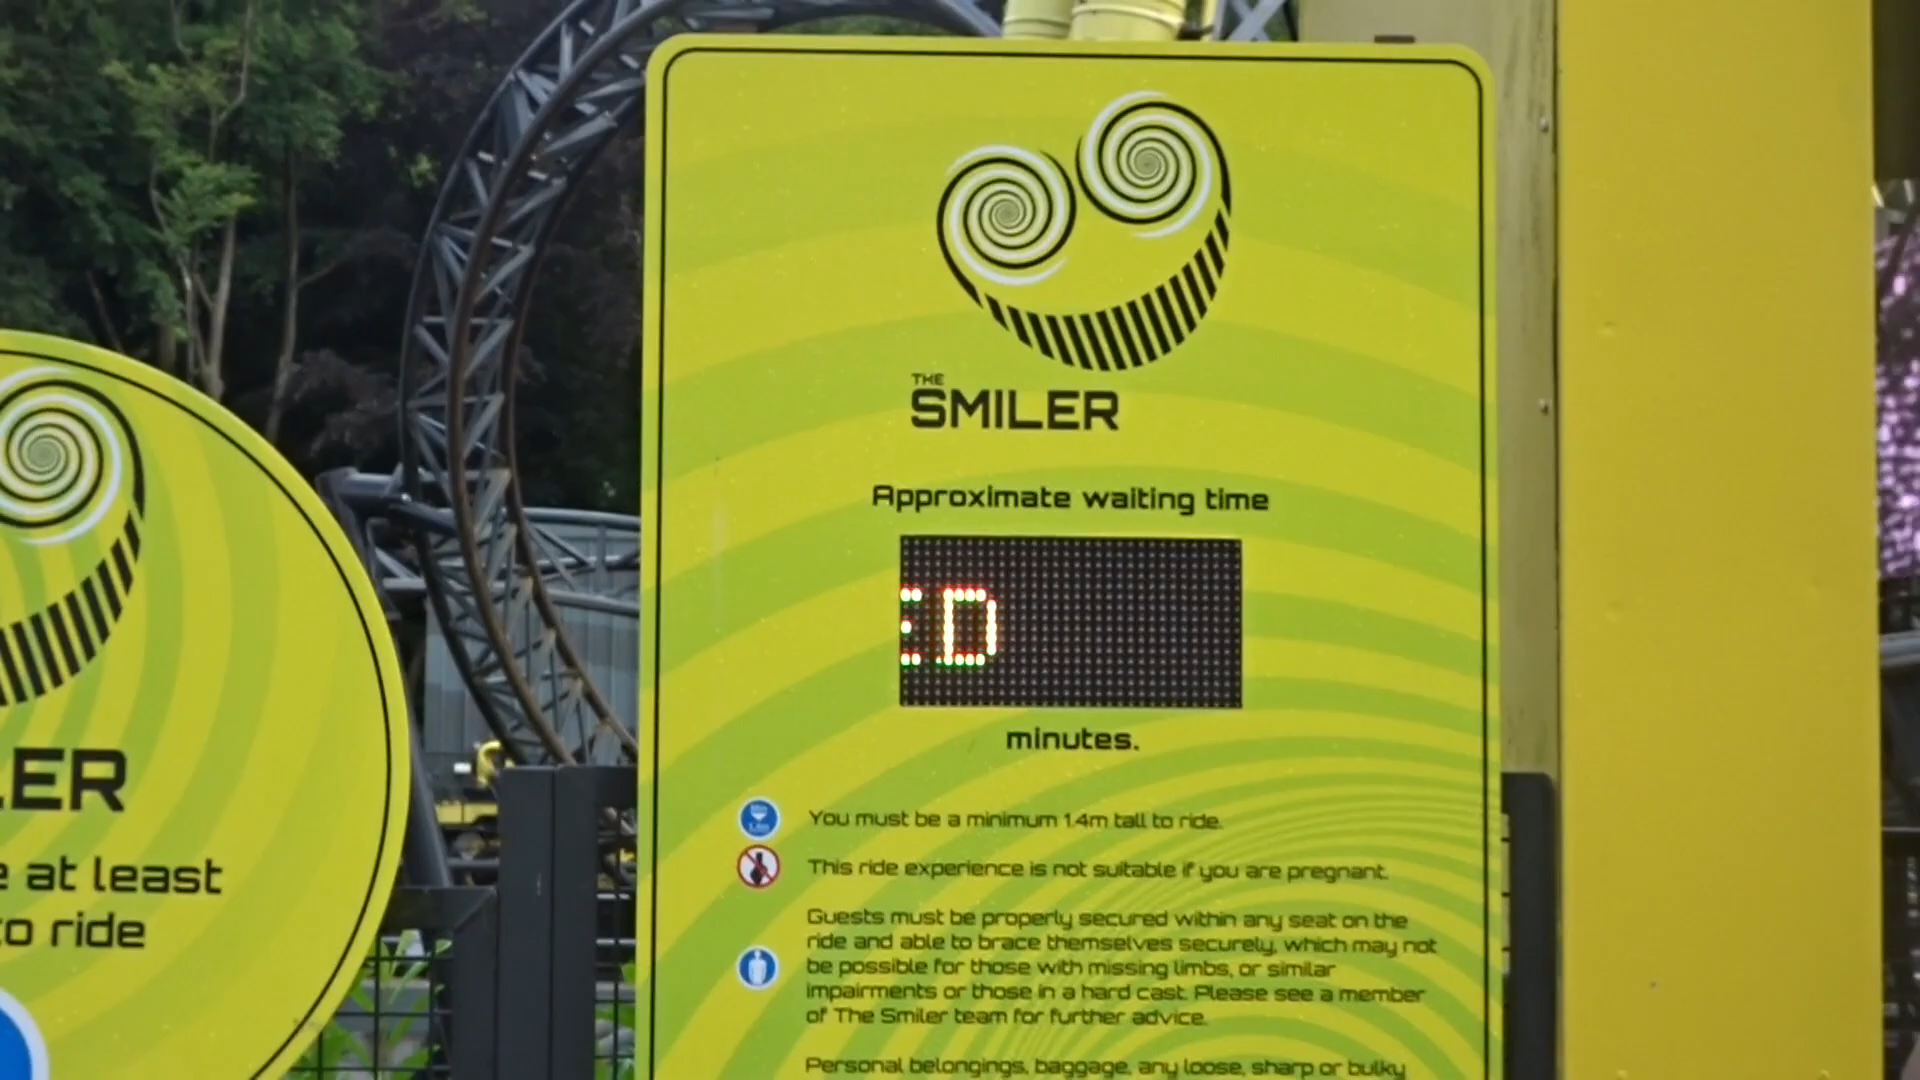 THE
SMILER
Approximate waiting time
ED
minutes.
You must be a minimum 1.4m tall to ride.
This ride experience is not suitable if you are pregnant.
Guests must be properly secured within any seat on the
ride and able to brace themselves securely, which may not
be possible for those with missing limbs, or similar
impairments or those in a hard cast. Please see a member
of The Smiler team for further advice.
Personal belongings, baggage, any loose, sharp or bulky
LER
e at least
to ride